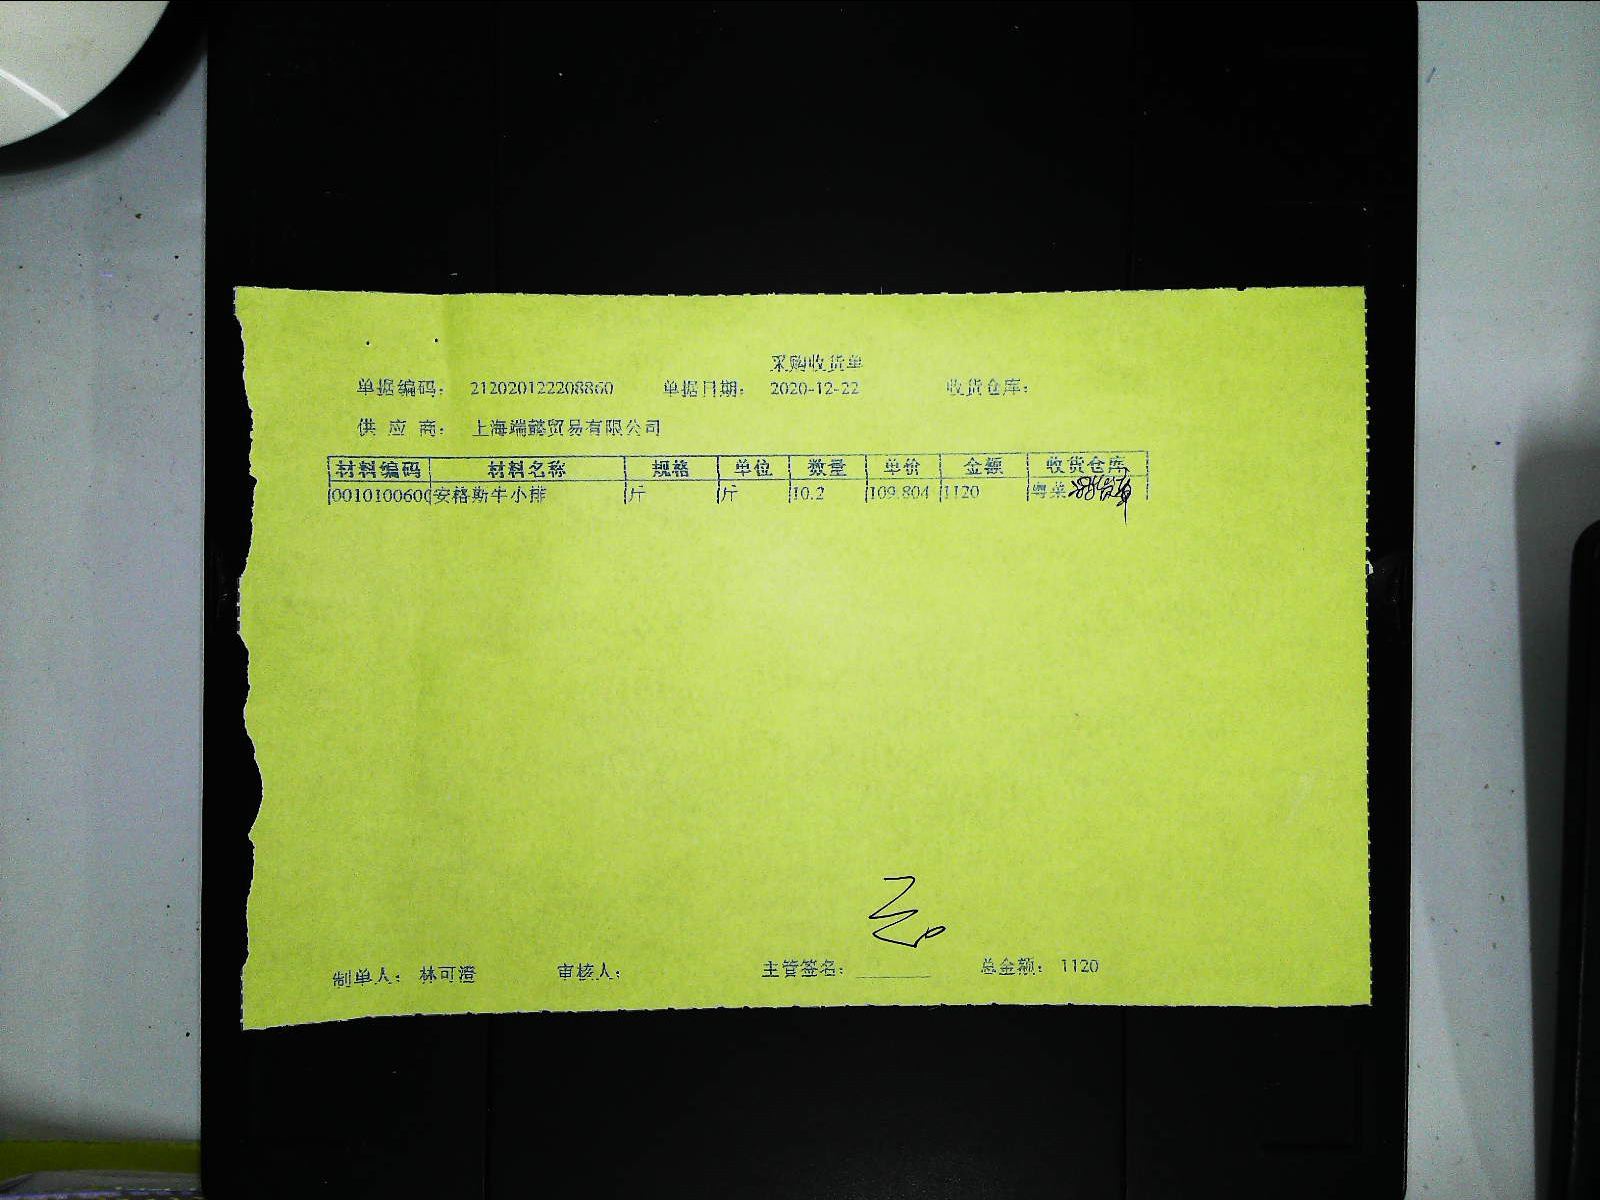 采购收货单
单据编码： 212020122208860 单据日期： 2020-12-22 收货仓库：
供 应 商： 上海端懿贸易有限公司
材料编码 材料名称 规格 单位 数量 单价 金额 收货仓库
0010100600 安格斯牛小排 斤 斤 10.2 109.804 1120 粤菜
制单人： 林可澄 审核人： 主管签名： 总金额： 1120